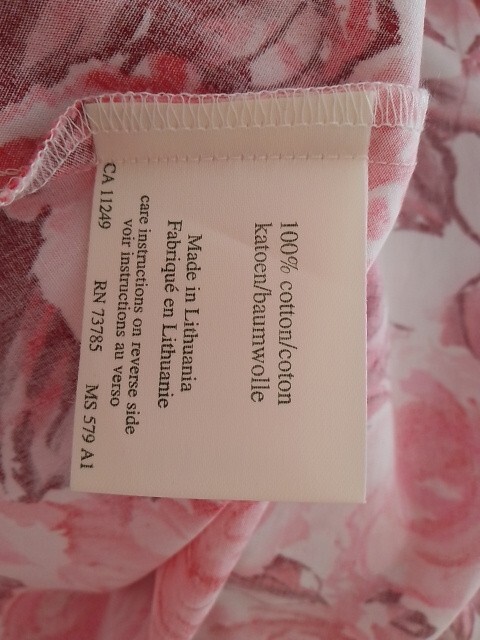 100% cotton/coton
katoen/baumwolle
Made in Lithuania
Fabriqué en Lithuanie
care instructions on reverse side
voir instructions au verso
CA 11249 RN 73785 MS 579 A1